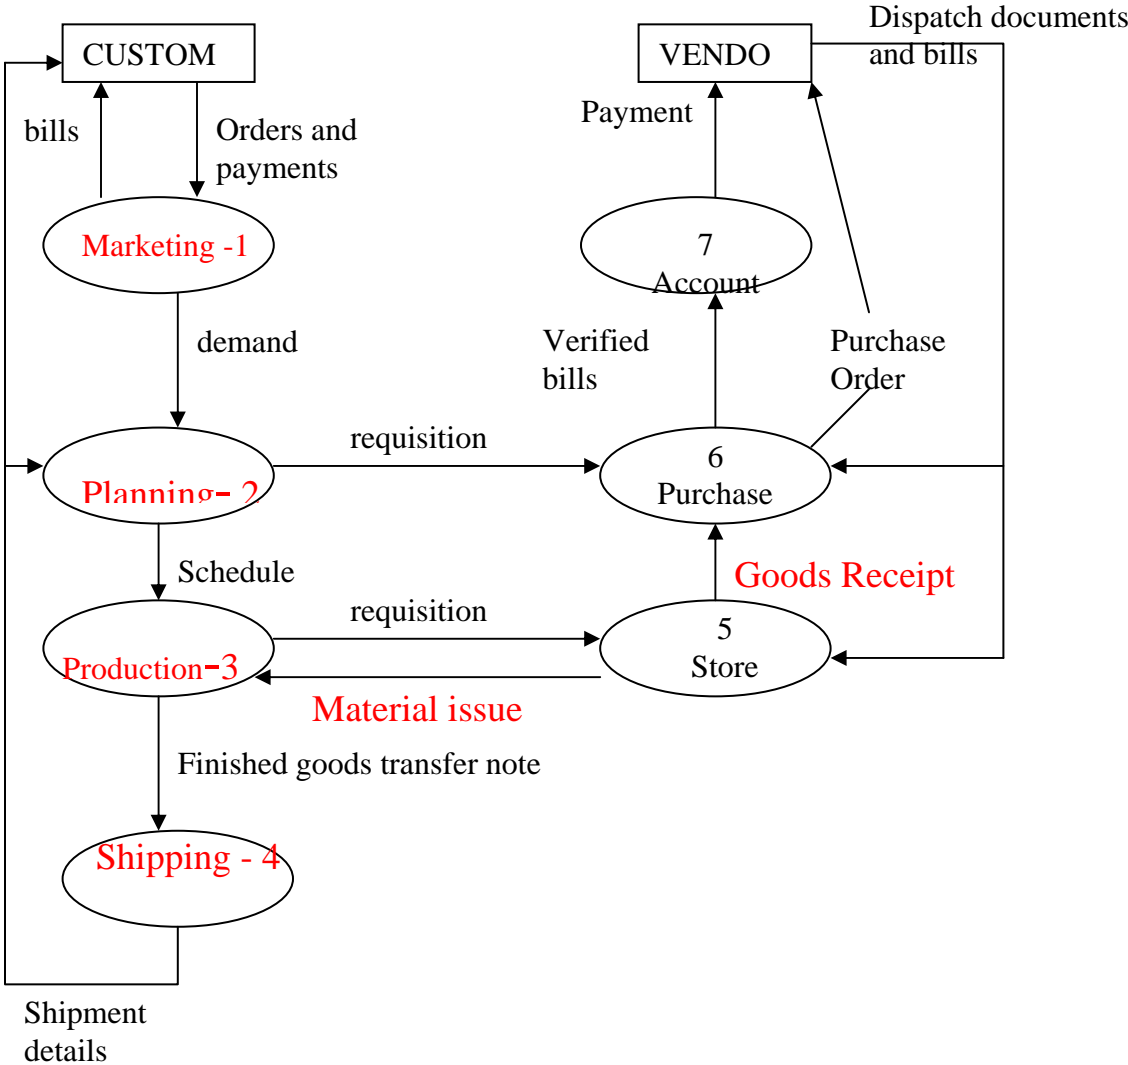 Dispatch documents
and bills
CUSTOM
VENDO
bills
Orders and
payments
Payment
Marketing -1
7
Account
demand
Verified
bills
Purchase
Order
requisition
6
Purchase
Planning- 2
Schedule
Goods Receipt
requisition
5
Store
Production-3
Material issue
Finished goods transfer note
Shipping - 4
Shipment
details